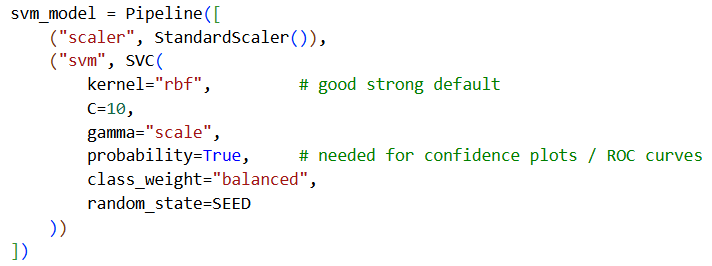 svm_model = Pipeline([
    ("scaler", StandardScaler()),
    ("svm", SVC(
        kernel="rbf",         # good strong default
        C=10,
        gamma="scale",
        probability=True,     # needed for confidence plots / ROC curves
        class_weight="balanced",
        random_state=SEED
    ))
])